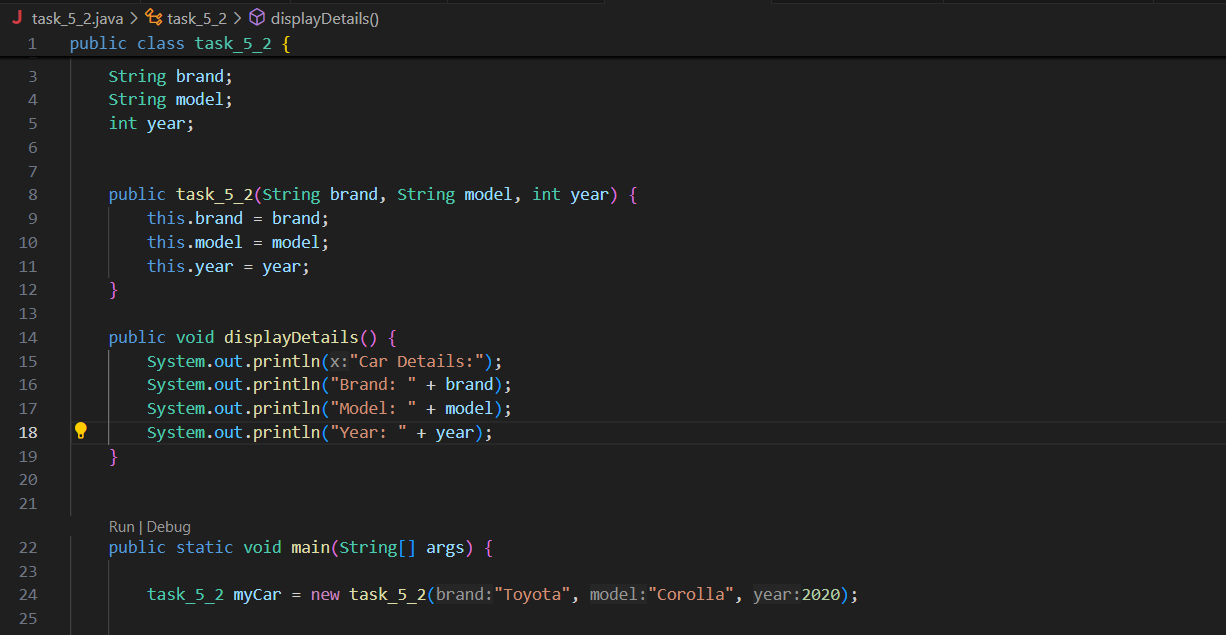 J task_5_2.java > task_5_2 > displayDetails()
1 public class task_5_2 {
3 String brand;
4 String model;
5 int year;
6
7
8 public task_5_2(String brand, String model, int year) {
9 this.brand = brand;
10 this.model = model;
11 this.year = year;
12 }
13
14 public void displayDetails() {
15 System.out.println(x:"Car Details:");
16 System.out.println("Brand: " + brand);
17 System.out.println("Model: " + model);
18 System.out.println("Year: " + year);
19 }
20
21
Run | Debug
22 public static void main(String[] args) {
23
24 task_5_2 myCar = new task_5_2(brand:"Toyota", model:"Corolla", year:2020);
25